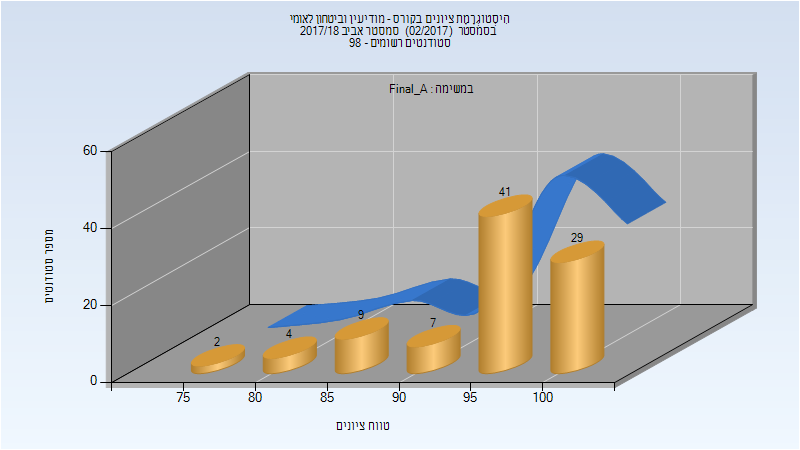 היסטוגרמת ציונים בקורס - מודיעין וביטחון לאומי
בסמסטר (02/2017) סמסטר אביב 2017/18
סטודנטים רשומים - 98
במשימה : Final_A
60
40
20
0
מספר סטודנטים
2
4
9
7
41
29
75
80
85
90
95
100
טווח ציונים